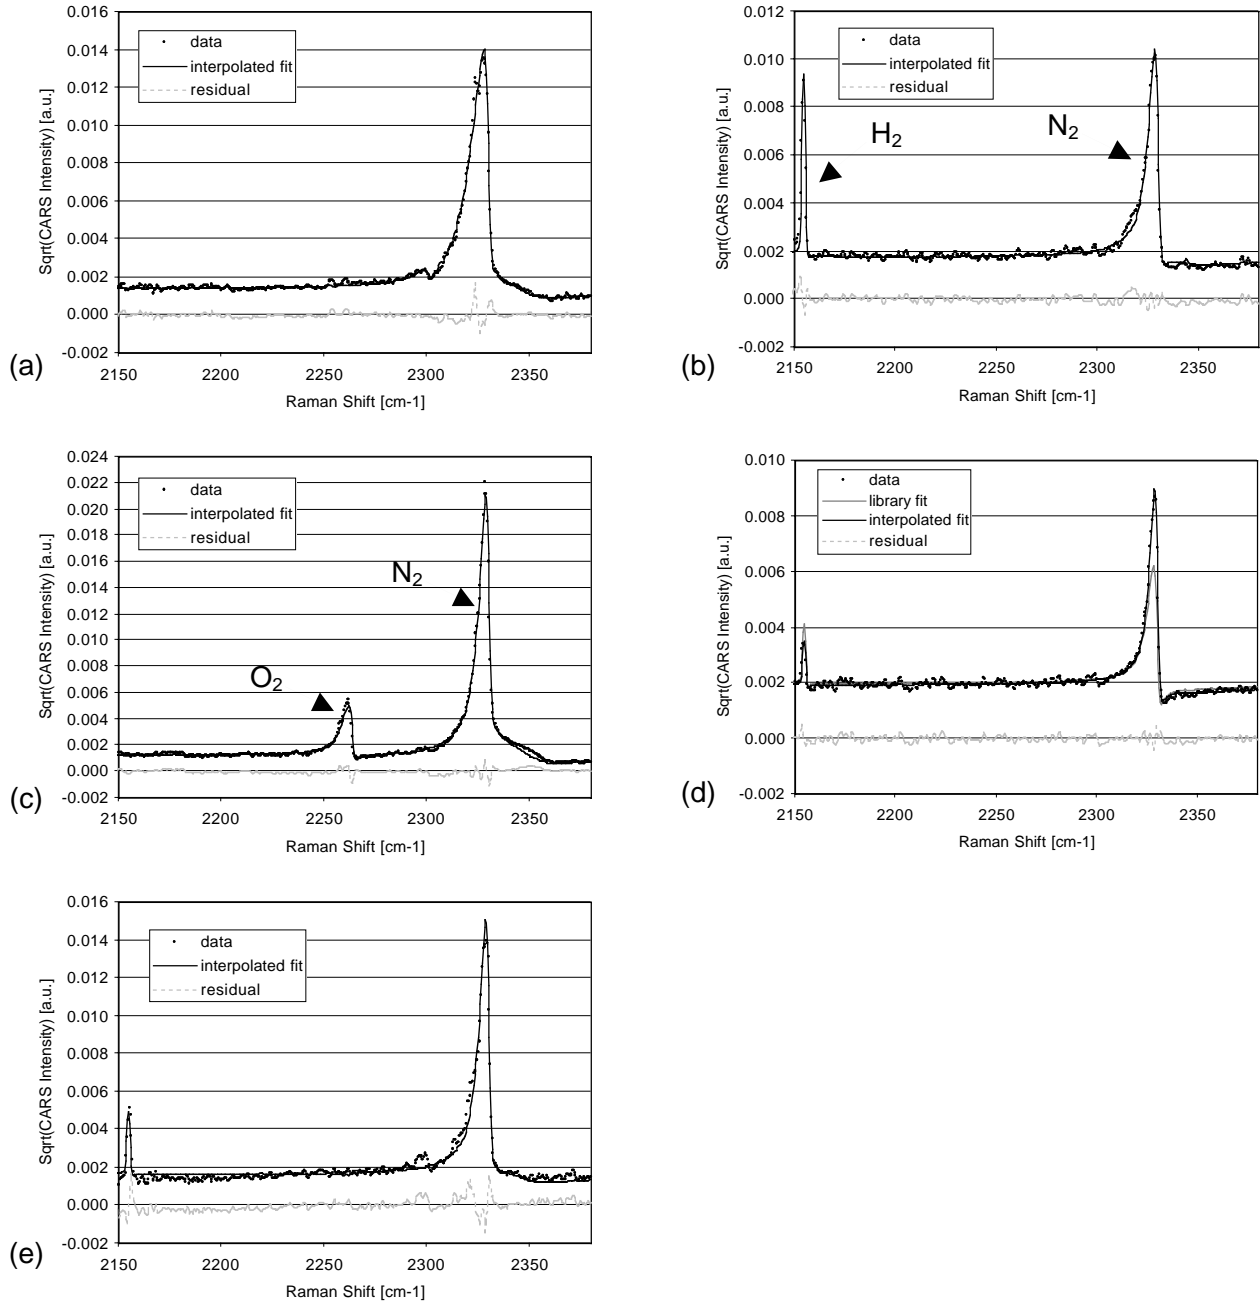 0.016
0.014
0.012
0.010
0.008
0.006
0.004
0.002
0.000
-0.002
Sqrt(CARS Intensity) [a.u.]
data
interpolated fit
residual
2150 2200 2250 2300 2350
Raman Shift [cm-1]
(a)
0.012
0.010
0.008
0.006
0.004
0.002
0.000
-0.002
Sqrt(CARS Intensity) [a.u.]
data
interpolated fit
residual
H2
N2
2150 2200 2250 2300 2350
Raman Shift [cm-1]
(b)
0.024
0.022
0.020
0.018
0.016
0.014
0.012
0.010
0.008
0.006
0.004
0.002
0.000
-0.002
Sqrt(CARS Intensity) [a.u.]
data
interpolated fit
residual
N2
O2
2150 2200 2250 2300 2350
Raman Shift [cm-1]
(c)
0.010
0.008
0.006
0.004
0.002
0.000
-0.002
Sqrt(CARS Intensity) [a.u.]
data
library fit
interpolated fit
residual
2150 2200 2250 2300 2350
Raman Shift [cm-1]
(d)
0.016
0.014
0.012
0.010
0.008
0.006
0.004
0.002
0.000
-0.002
Sqrt(CARS Intensity) [a.u.]
data
interpolated fit
residual
2150 2200 2250 2300 2350
Raman Shift [cm-1]
(e)